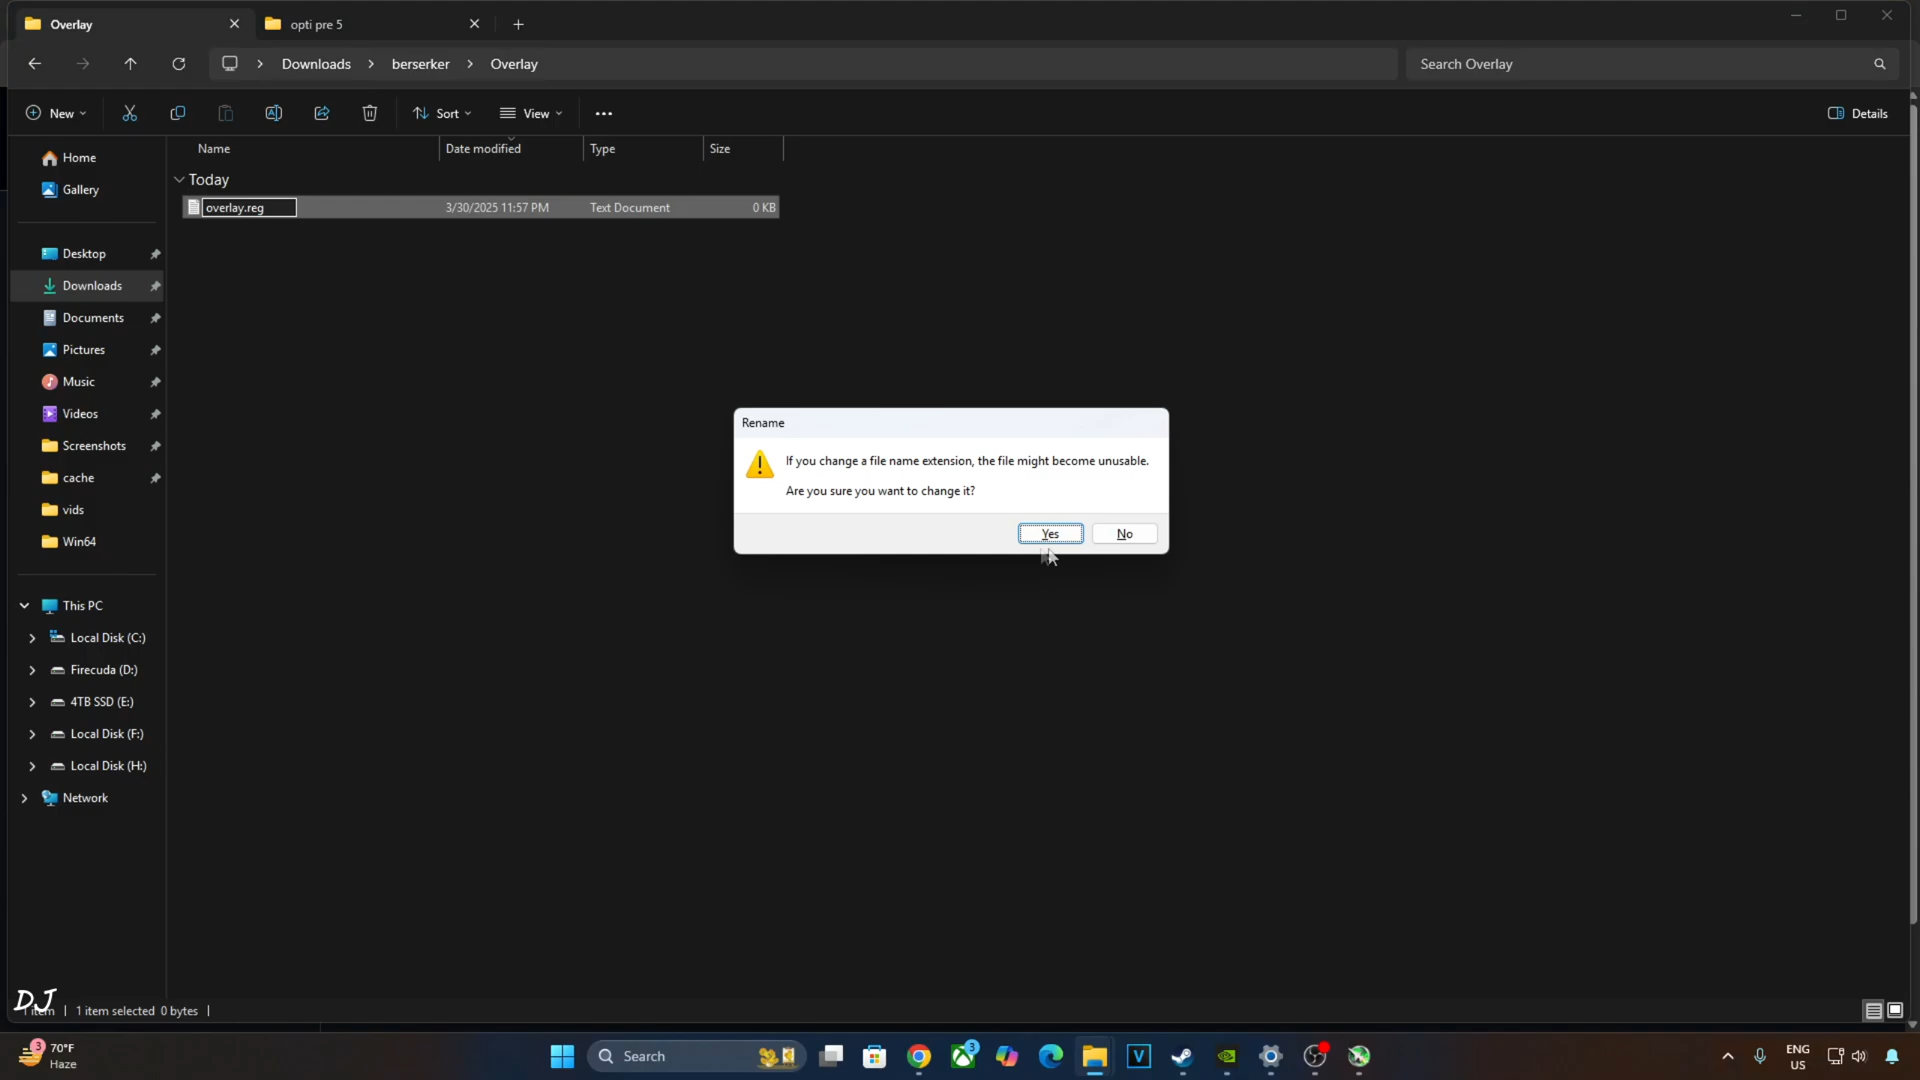 Overlay
opti pre 5
Downloads
berserker
Overlay
Search Overlay
New
Sort
View
Details
Name
Date modified
Type
Size
Home
Gallery
Today
overlay.reg
3/30/2025 11:57 PM
Text Document
0 KB
Desktop
Downloads
Documents
Pictures
Music
Videos
Screenshots
cache
vids
Win64
Rename
If you change a file name extension, the file might become unusable.
Are you sure you want to change it?
Yes
No
This PC
Local Disk (C:)
Firecuda (D:)
4TB SSD (E:)
Local Disk (F:)
Local Disk (H:)
Network
DJ
1 item
1 item selected 0 bytes
3
70°F
Haze
Search
3
V
ENG
US